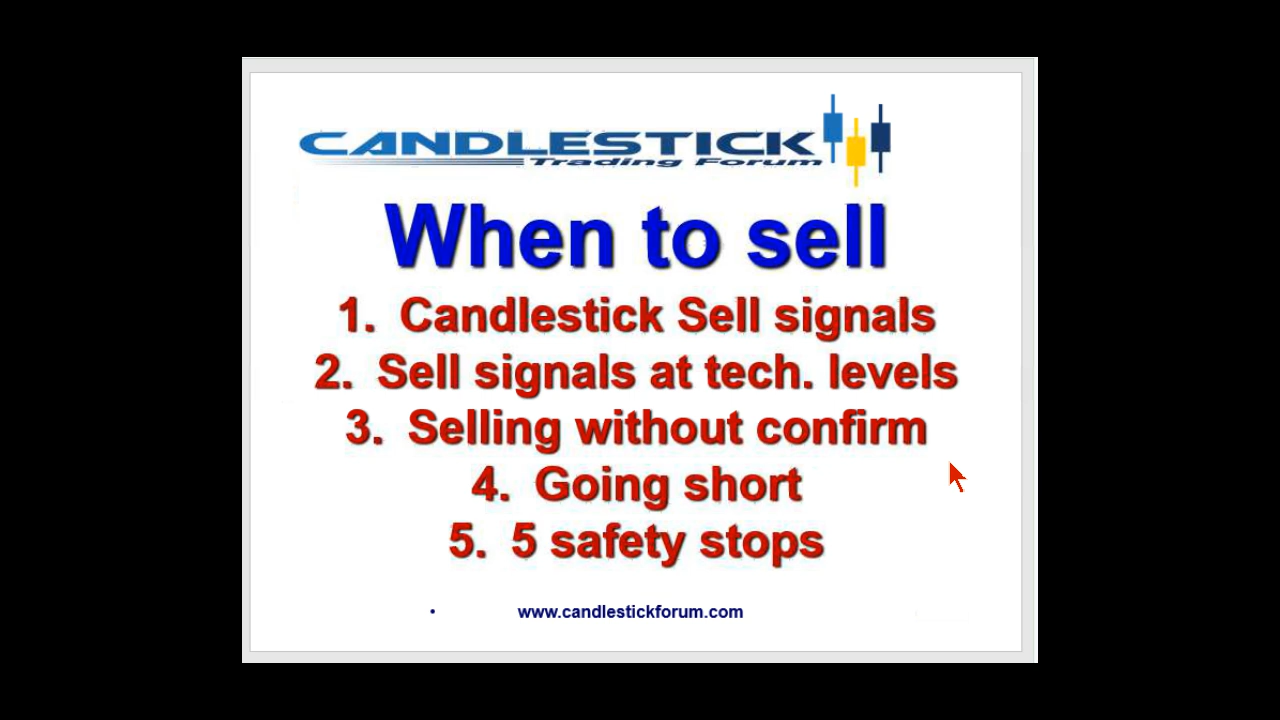 CANDLESTICK
Trading Forum
When to sell
1. Candlestick Sell signals
2. Sell signals at tech. levels
3. Selling without confirm
4. Going short
5. 5 safety stops
• www.candlestickforum.com